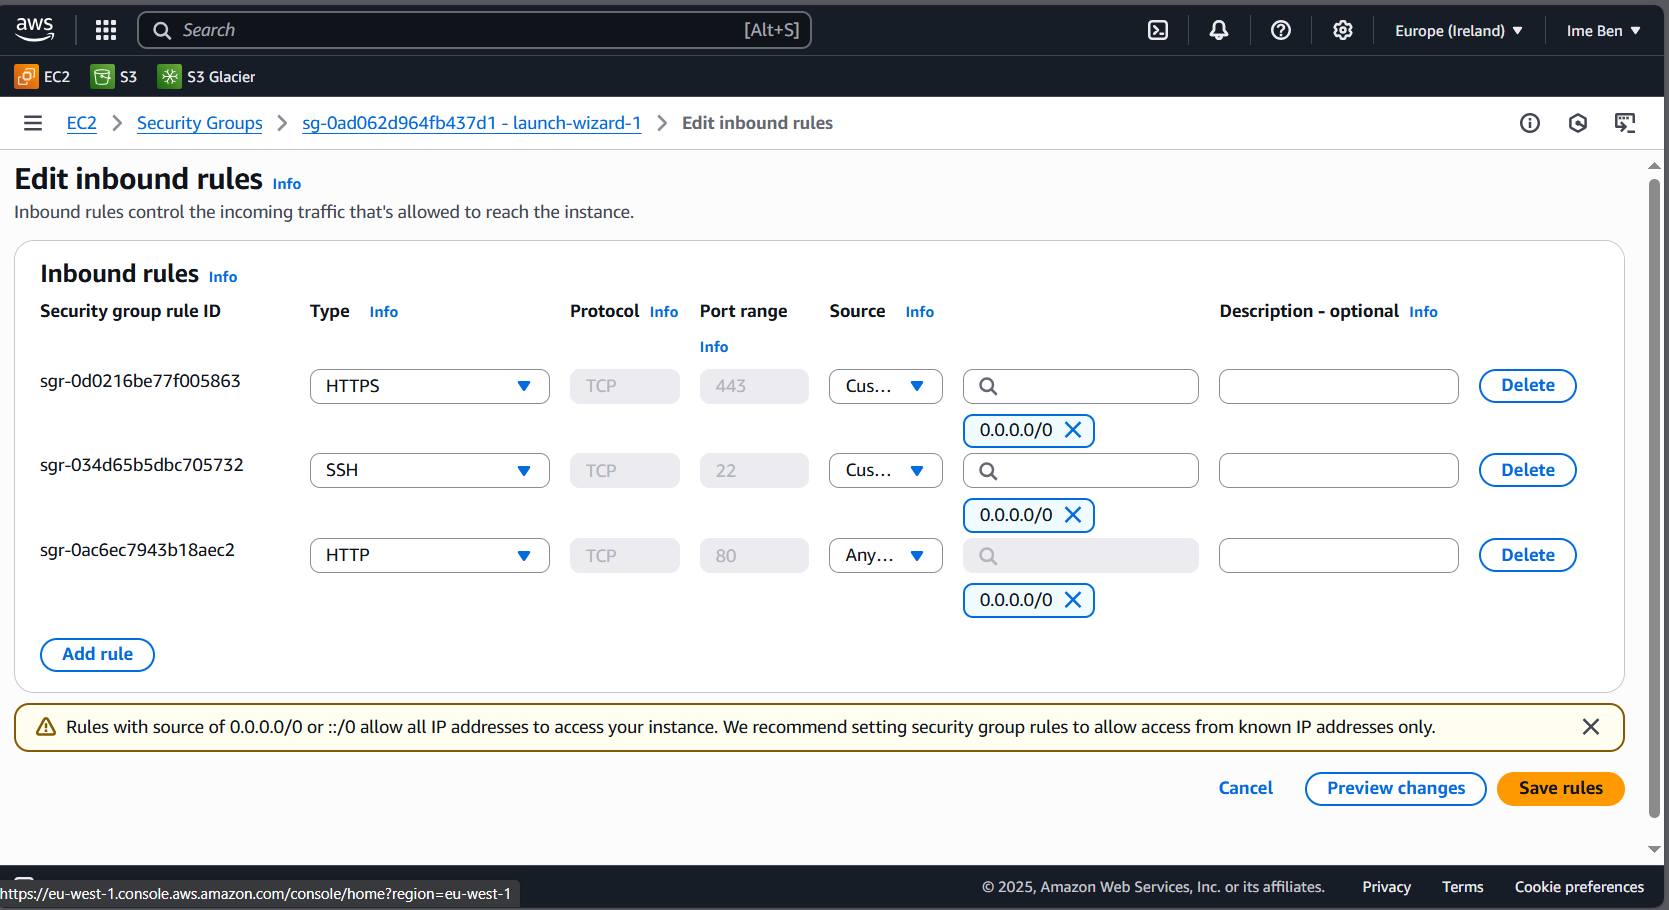 aws Search [Alt+S] Europe (Ireland) Ime Ben
EC2 S3 S3 Glacier
EC2 Security Groups sg-0ad062d964fb437d1 - launch-wizard-1 Edit inbound rules
Edit inbound rules Info
Inbound rules control the incoming traffic that's allowed to reach the instance.
Inbound rules Info
Security group rule ID Type Info Protocol Info Port range Source Info Description - optional Info
Info
sgr-0d0216be77f005863 HTTPS TCP 443 Cus... Delete
0.0.0.0/0
sgr-034d65b5dbc705732 SSH TCP 22 Cus... Delete
0.0.0.0/0
sgr-0ac6ec7943b18aec2 HTTP TCP 80 Any... Delete
0.0.0.0/0
Add rule
Rules with source of 0.0.0.0/0 or ::/0 allow all IP addresses to access your instance. We recommend setting security group rules to allow access from known IP addresses only.
Cancel Preview changes Save rules
© 2025, Amazon Web Services, Inc. or its affiliates. Privacy Terms Cookie preferences
https://eu-west-1.console.aws.amazon.com/console/home?region=eu-west-1